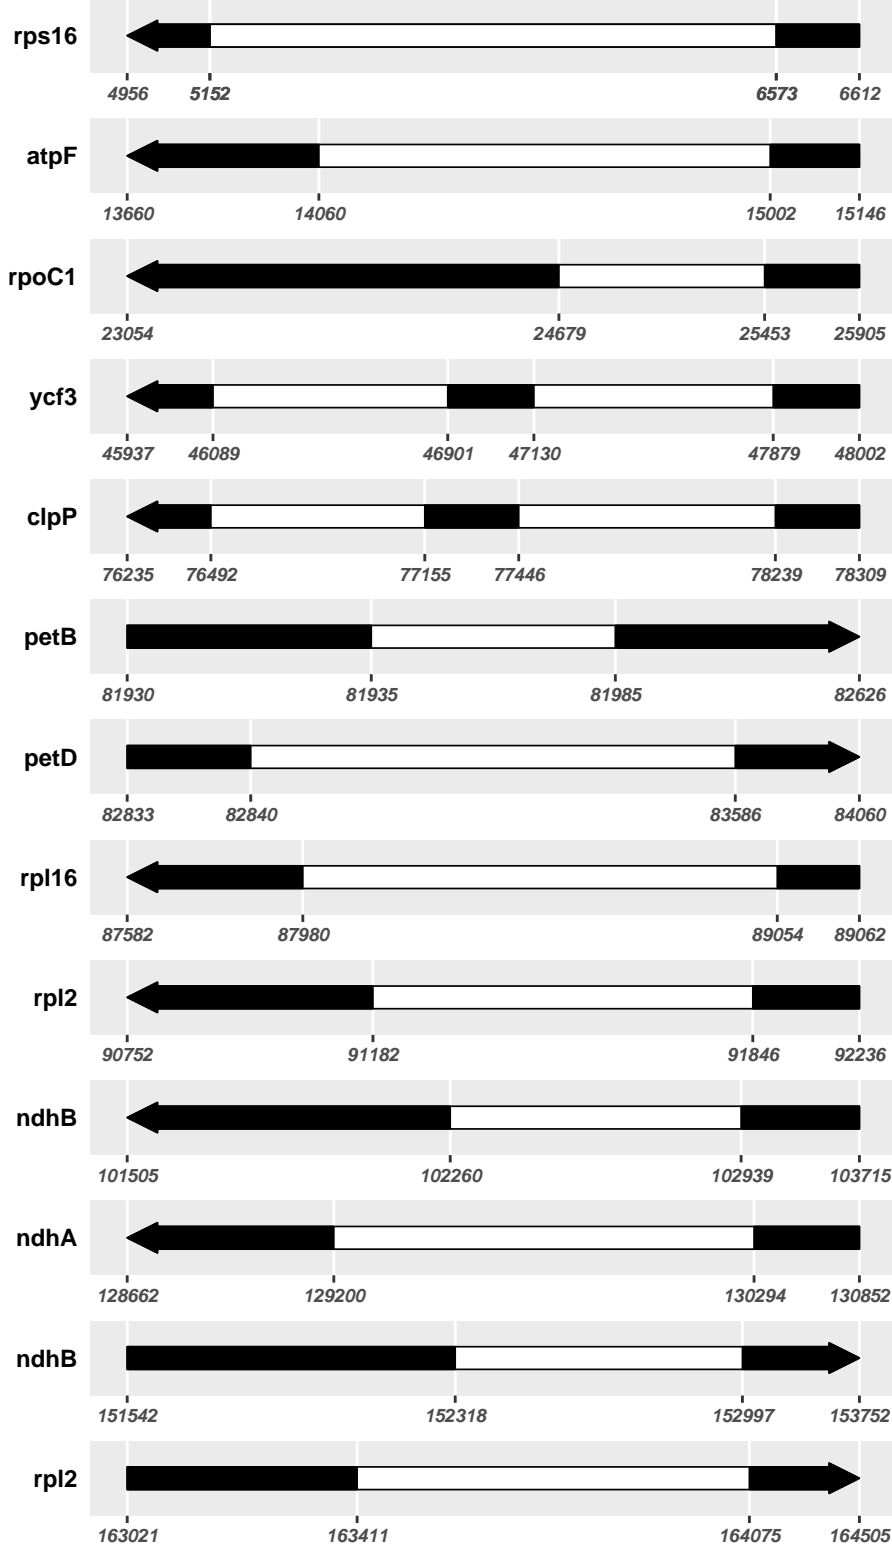 rps16
4956 5152 6573 6612
atpF
13660 14060 15002 15146
rpoC1
23054 24679 25453 25905
ycf3
45937 46089 46901 47130 47879 48002
clpP
76235 76492 77155 77446 78239 78309
petB
81930 81935 81985 82626
petD
82833 82840 83586 84060
rpl16
87582 87980 89054 89062
rpl2
90752 91182 91846 92236
ndhB
101505 102260 102939 103715
ndhA
128662 129200 130294 130852
ndhB
151542 152318 152997 153752
rpl2
163021 163411 164075 164505